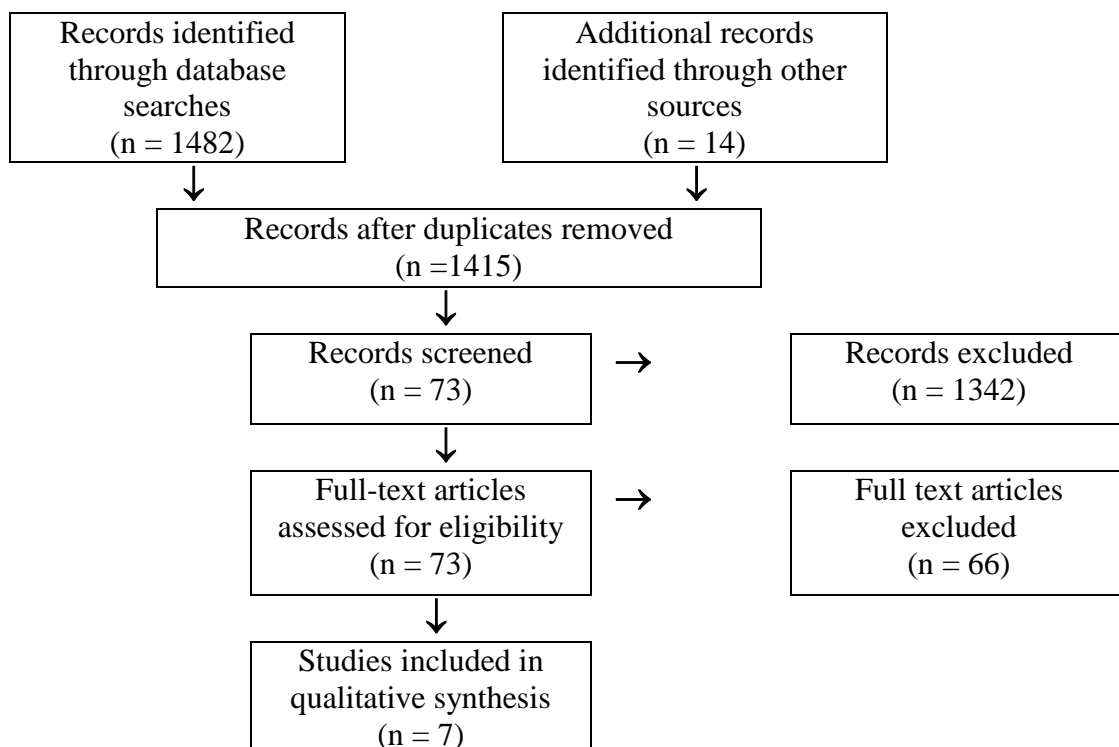 Records identified
through database
searches
(n = 1482)
Additional records
identified through other
sources
(n = 14)
Records after duplicates removed
(n =1415)
Records screened
(n = 73)
Records excluded
(n = 1342)
Full-text articles
assessed for eligibility
(n = 73)
Full text articles
excluded
(n = 66)
Studies included in
qualitative synthesis
(n = 7)